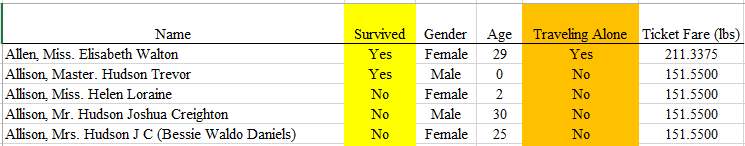 Name Survived Gender Age Traveling Alone Ticket Fare (lbs)
Allen, Miss. Elisabeth Walton Yes Female 29 Yes 211.3375
Allison, Master. Hudson Trevor Yes Male 0 No 151.5500
Allison, Miss. Helen Loraine No Female 2 No 151.5500
Allison, Mr. Hudson Joshua Creighton No Male 30 No 151.5500
Allison, Mrs. Hudson J C (Bessie Waldo Daniels) No Female 25 No 151.5500